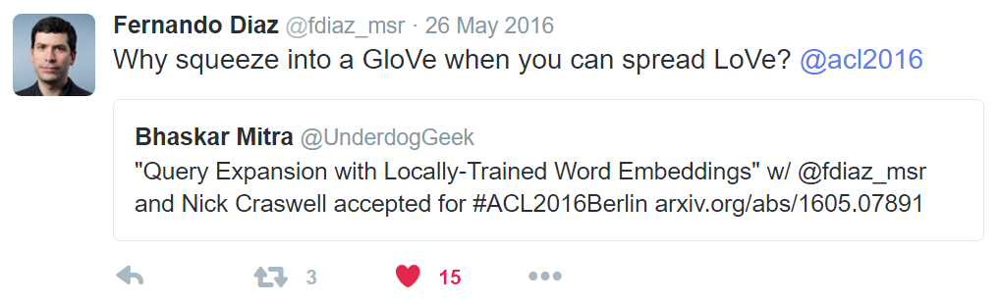 Fernando Diaz @fdiaz_msr · 26 May 2016
Why squeeze into a GloVe when you can spread LoVe? @acl2016
Bhaskar Mitra @UnderdogGeek
"Query Expansion with Locally-Trained Word Embeddings" w/ @fdiaz_msr
and Nick Craswell accepted for #ACL2016Berlin arxiv.org/abs/1605.07891
3 15